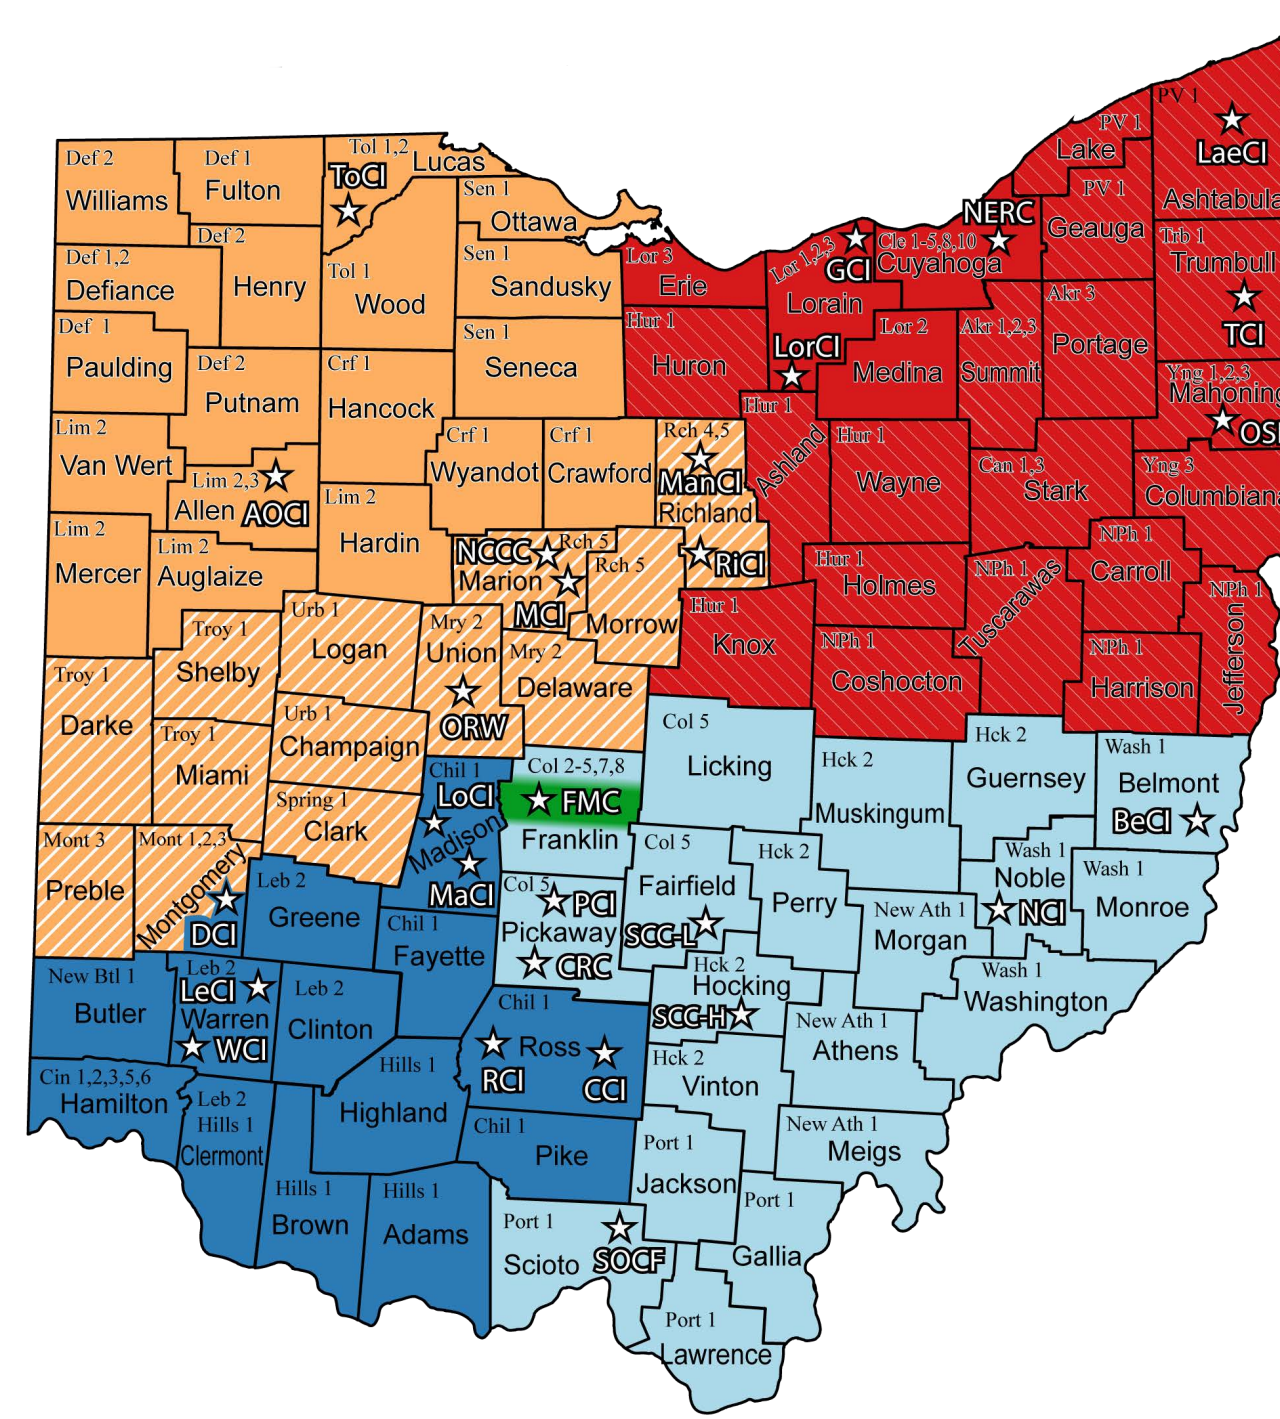 Def 2
Williams
Def 1
Fulton
Tol 1,2
Lucas
ToCI
Sen 1
Ottawa
Def 2
Henry
Def 1,2
Defiance
Tol 1
Wood
Sen 1
Sandusky
Def 1
Paulding
Def 2
Putnam
Crf 1
Hancock
Sen 1
Seneca
Lim 2
Van Wert
Lim 2,3
Allen
AOCI
Crf 1
Wyandot
Crf 1
Crawford
Rch 4,5
ManCI
Richland
RiCI
Lim 2
Mercer
Lim 2
Auglaize
Lim 2
Hardin
NCCC
Rch 5
Marion
MCI
Rch 5
Morrow
Lor 3
Erie
Lor 1,2,3
GCI
Lorain
LorCI
NERC
Cle 1-5,8,10
Cuyahoga
PV 1
Lake
PV 1
LaeCI
Ashtabula
PV 1
Geauga
Trb 1
Trumbull
TCI
Hur 1
Huron
Lor 2
Medina
Akr 1,2,3
Summit
Akr 3
Portage
Yng 1,2,3
Mahoning
Hur 1
Ashland
Hur 1
Wayne
Can 1,3
Stark
Yng 3
Columbiana
Hur 1
Holmes
NPh 1
Tuscarawas
NPh 1
Carroll
NPh 1
Jefferson
Hur 1
Knox
NPh 1
Coshocton
NPh 1
Harrison
Troy 1
Darke
Troy 1
Shelby
Urb 1
Logan
Mry 2
Union
ORW
Mry 2
Delaware
Troy 1
Miami
Urb 1
Champaign
Spring 1
Clark
Mont 3
Preble
Mont 1,2,3
Montgomery
DCI
Chil 1
LoCI
Madison
MaCI
Col 2-5,7,8
FMC
Franklin
Col 5
Licking
Hck 2
Muskingum
Hck 2
Guernsey
Wash 1
Belmont
BeCI
Leb 2
Greene
Chil 1
Fayette
Col 5
PCI
Pickaway
CRC
Col 5
Fairfield
SCC-L
Hck 2
Perry
New Ath 1
Morgan
Wash 1
Noble
NCI
Wash 1
Monroe
New Btl 1
Butler
Leb 2
LeCI
Warren
WCI
Leb 2
Clinton
Chil 1
Ross
RCI
CCI
Hck 2
Hocking
SCC-H
New Ath 1
Athens
Wash 1
Washington
Cin 1,2,3,5,6
Hamilton
Leb 2
Hills 1
Clermont
Hills 1
Highland
Chil 1
Pike
Hck 2
Vinton
New Ath 1
Meigs
Hills 1
Brown
Hills 1
Adams
Port 1
Scioto
SOCF
Port 1
Jackson
Port 1
Gallia
Port 1
Lawrence